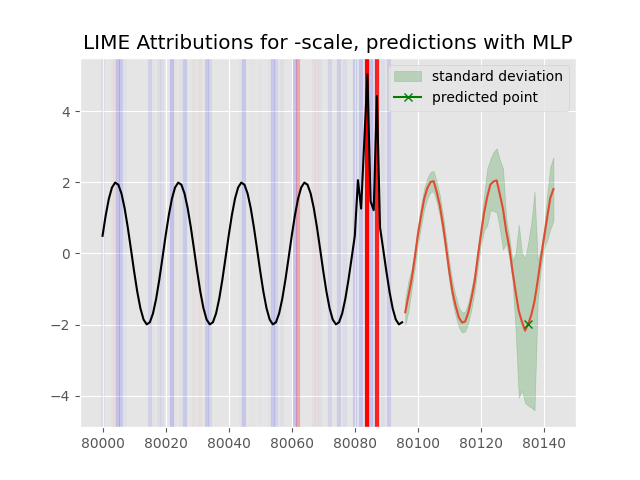 LIME Attributions for -scale, predictions with MLP
standard deviation
predicted point
4
2
0
−2
−4
80000 80020 80040 80060 80080 80100 80120 80140